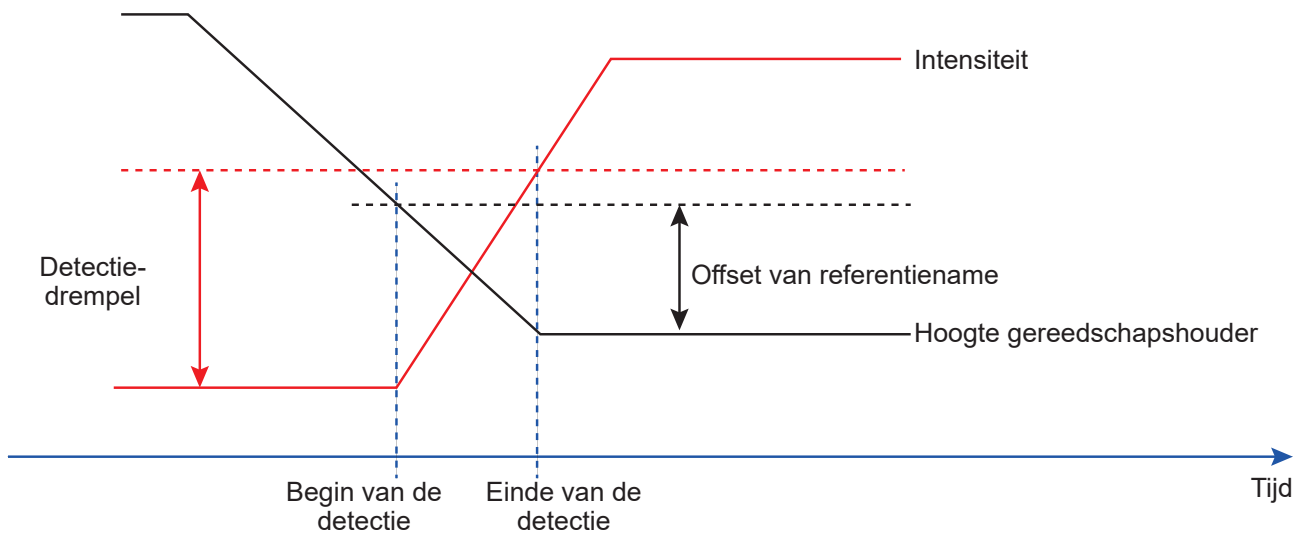 Intensiteit
Detectie-
drempel
Offset van referentiename
Hoogte gereedschapshouder
Begin van de
detectie
Einde van de
detectie
Tijd